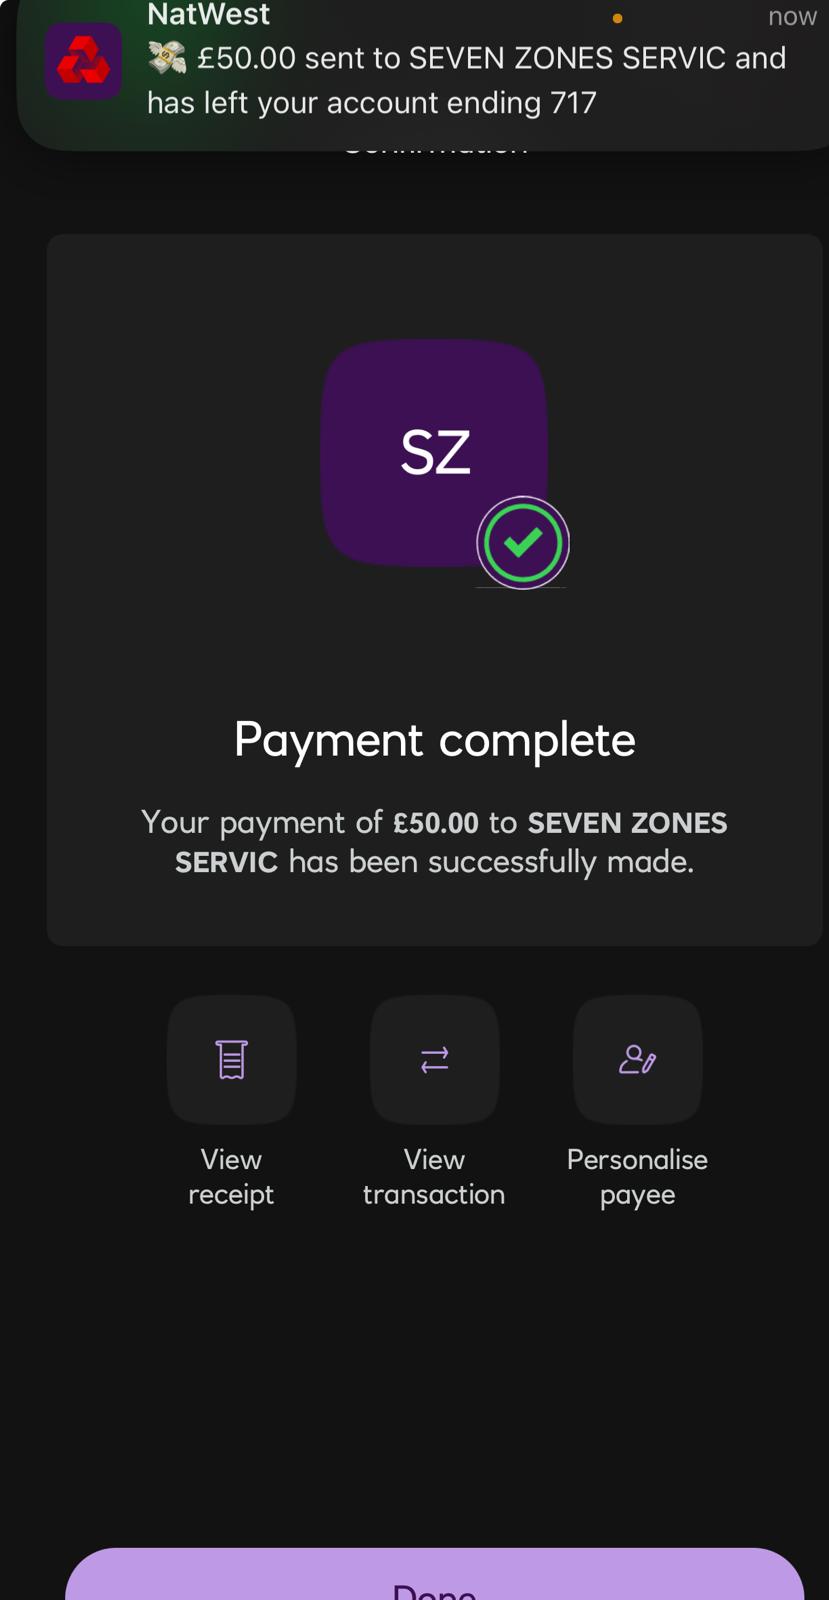 NatWest
now
💸 £50.00 sent to SEVEN ZONES SERVIC and
has left your account ending 717
Confirmation
SZ
Payment complete
Your payment of £50.00 to SEVEN ZONES
SERVIC has been successfully made.
View
receipt
View
transaction
Personalise
payee
Done